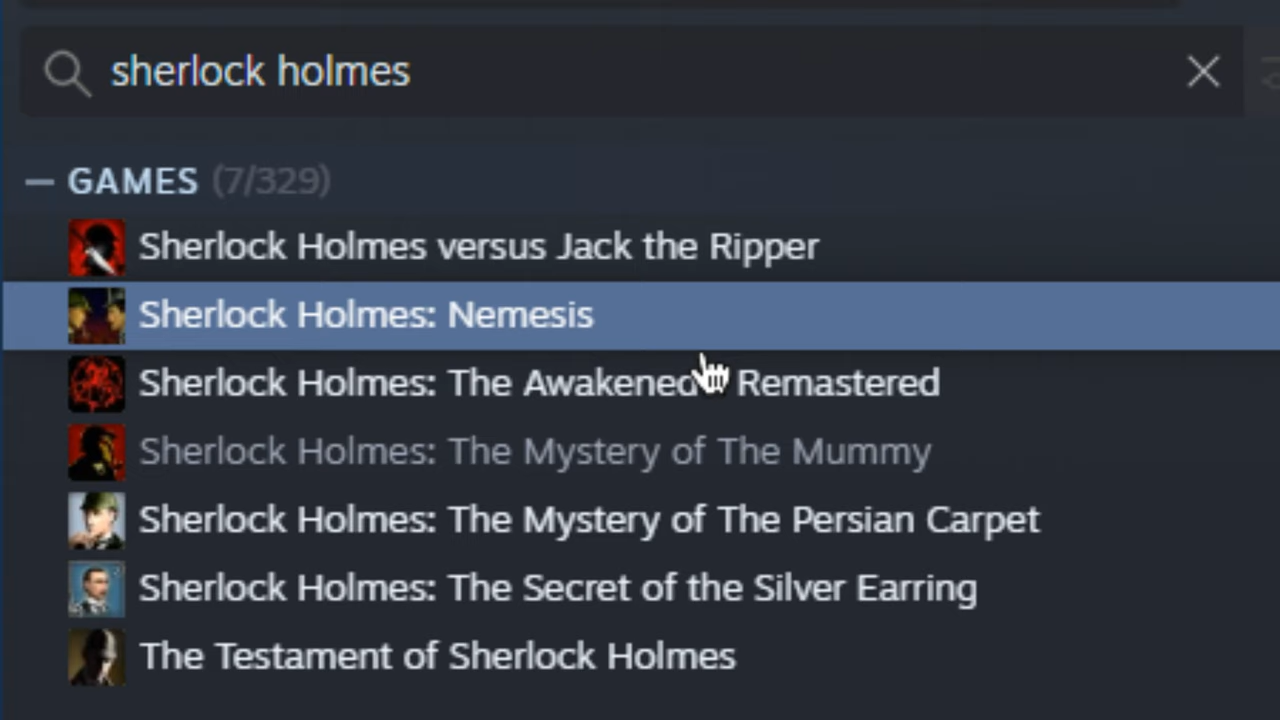 sherlock holmes
— GAMES (7/329)
Sherlock Holmes versus Jack the Ripper
Sherlock Holmes: Nemesis
Sherlock Holmes: The Awakened Remastered
Sherlock Holmes: The Mystery of The Mummy
Sherlock Holmes: The Mystery of The Persian Carpet
Sherlock Holmes: The Secret of the Silver Earring
The Testament of Sherlock Holmes